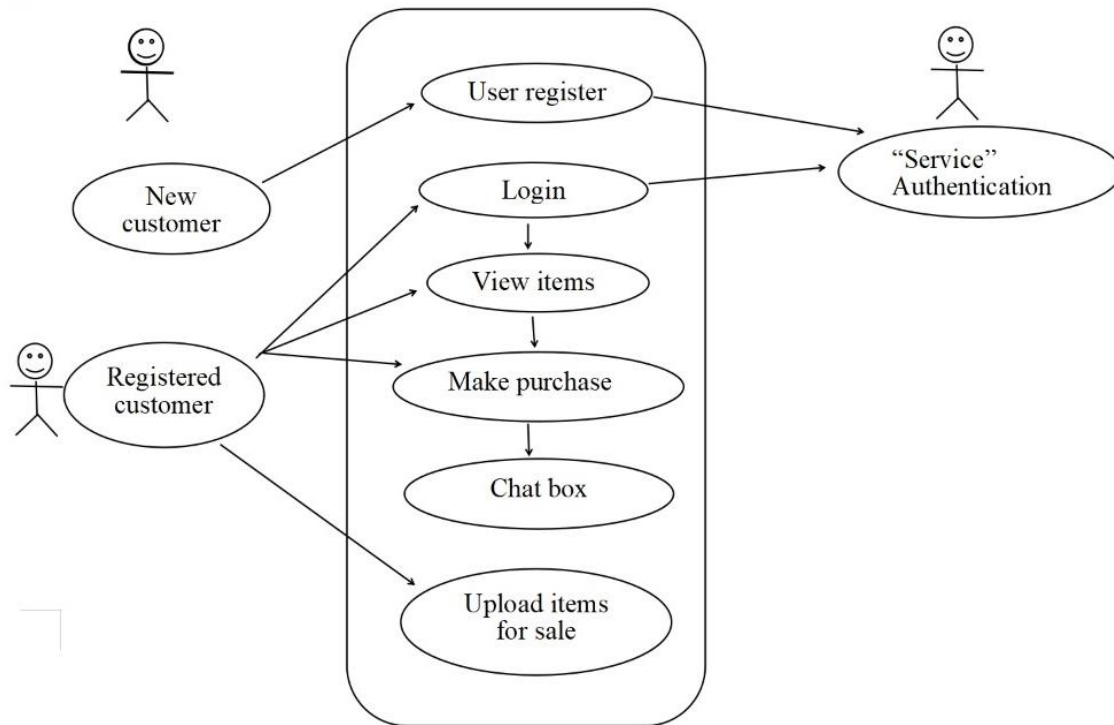 User register
“Service”
Authentication
New
customer
Login
View items
Registered
customer
Make purchase
Chat box
Upload items
for sale